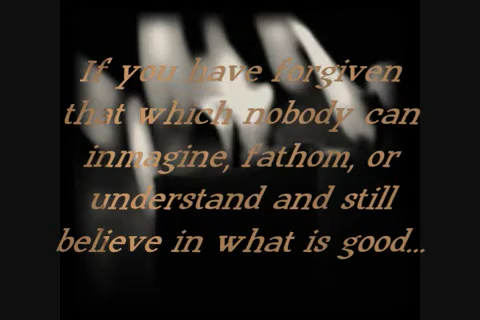 If you have forgiven
that which nobody can
inmagine, fathom, or
understand and still
believe in what is good...